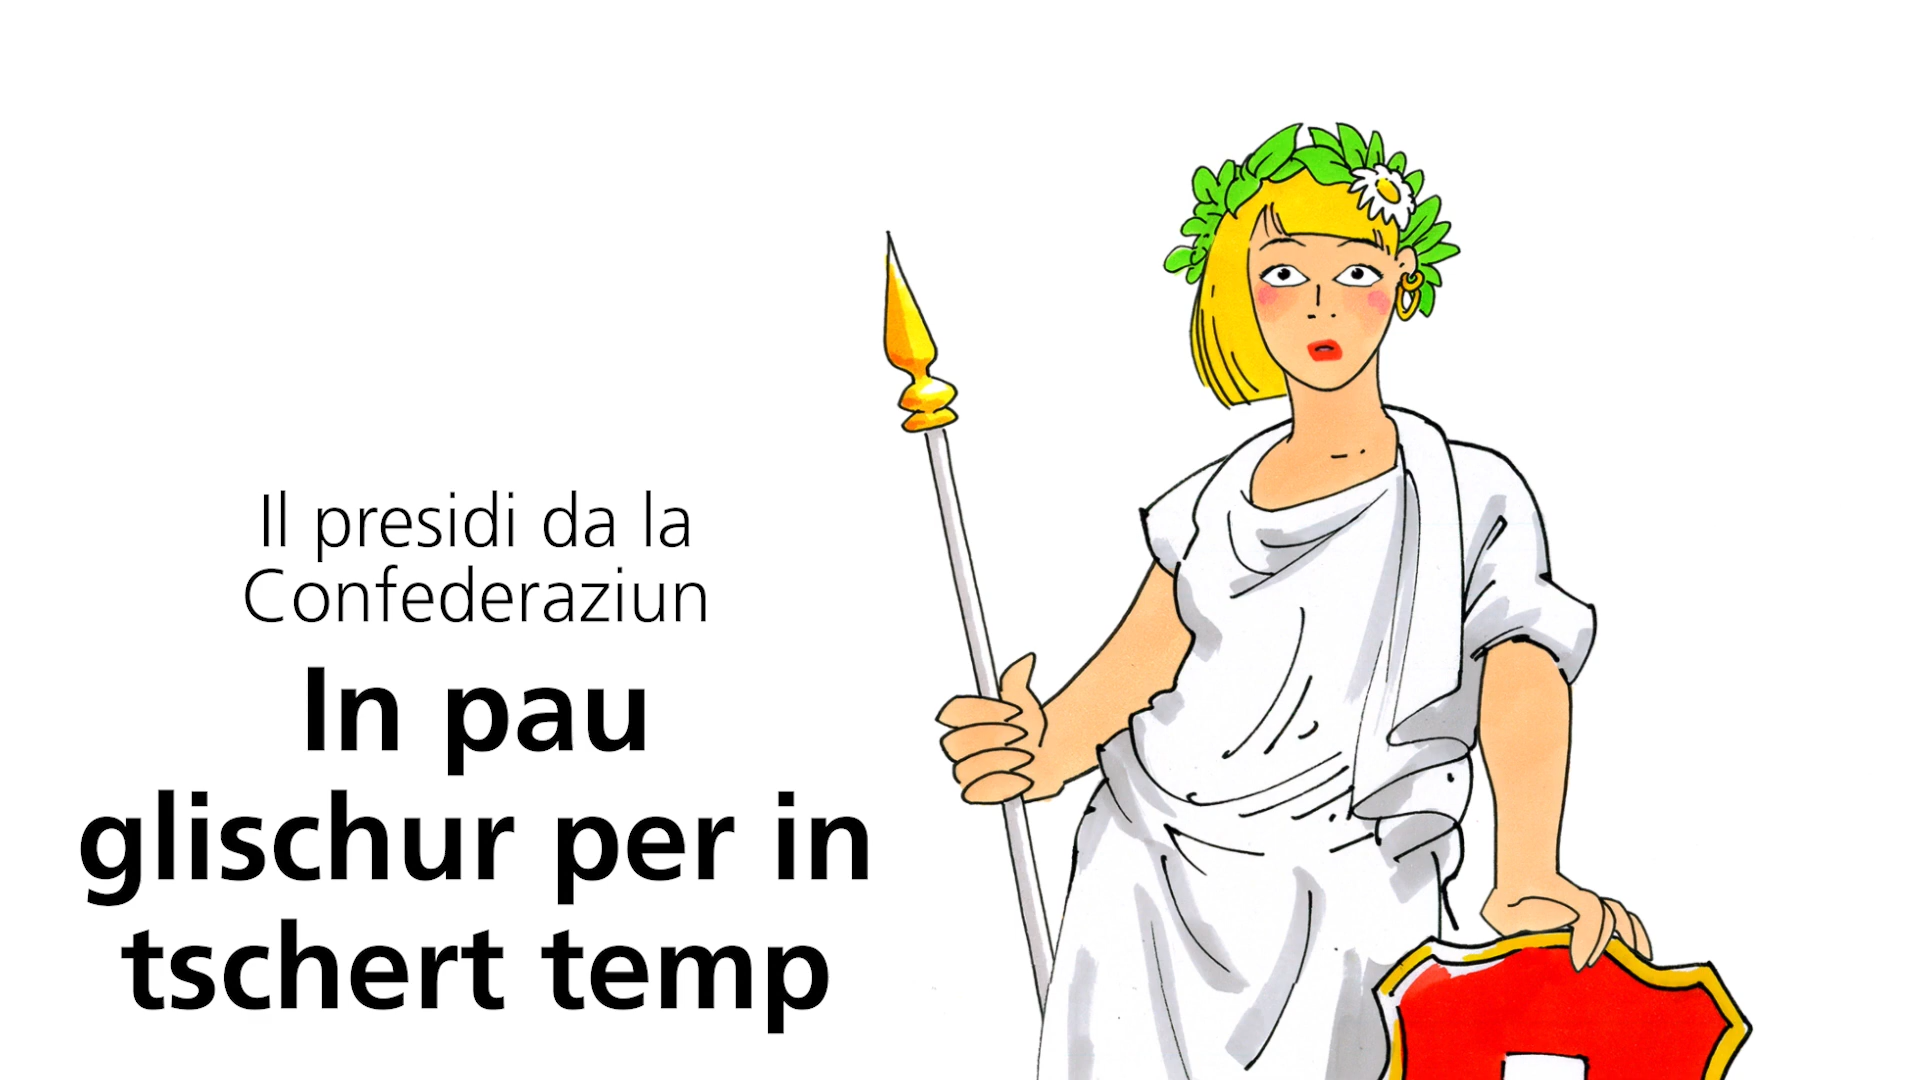 Il presidi da la
Confederaziun
In pau
glischur per in
tschert temp